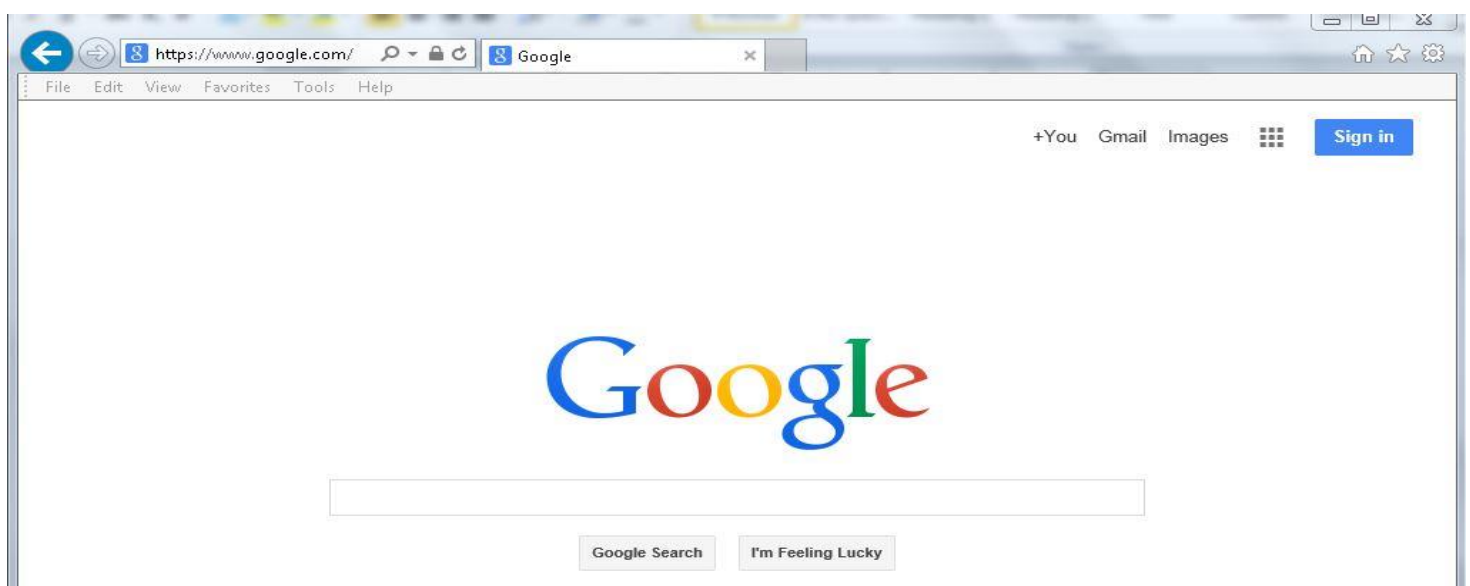 https://www.google.com/ Google
File Edit View Favorites Tools Help
+You Gmail Images Sign in
Google
Google Search I'm Feeling Lucky